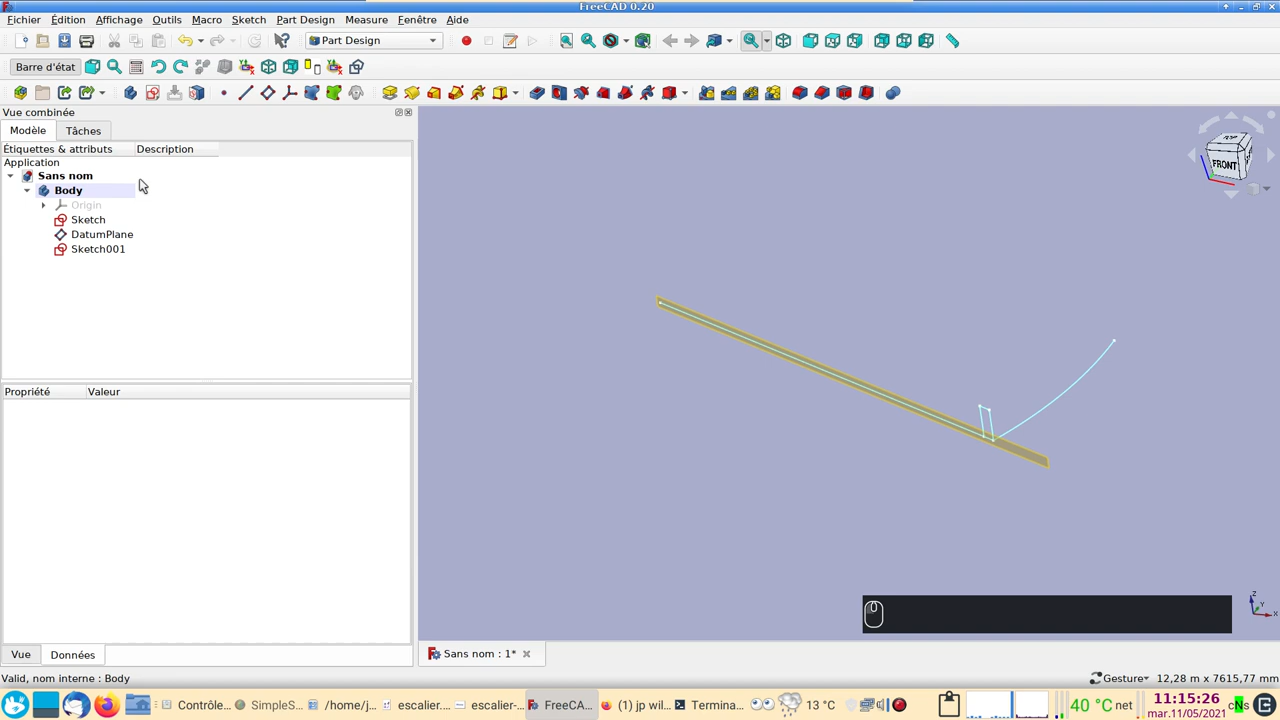 FreeCAD 0.20
Fichier Édition Affichage Outils Macro Sketch Part Design Mesure Fenêtre Aide
Part Design
Barre d'état
Vue combinée
Modèle Tâches
Étiquettes & attributs Description
Application
Sans nom
Body
Origin
Sketch
DatumPlane
Sketch001
TOP
FRONT
Propriété Valeur
Z
Y
X
Vue Données
Sans nom : 1*
Valid, nom interne : Body
Gesture 12,28 m x 7615,77 mm
Contrôle... SimpleS... /home/j... escalier... escalier-... FreeCA... (1) jp wil... Termina... 13 °C 40 °C net 11:15:26
mar.11/05/2021